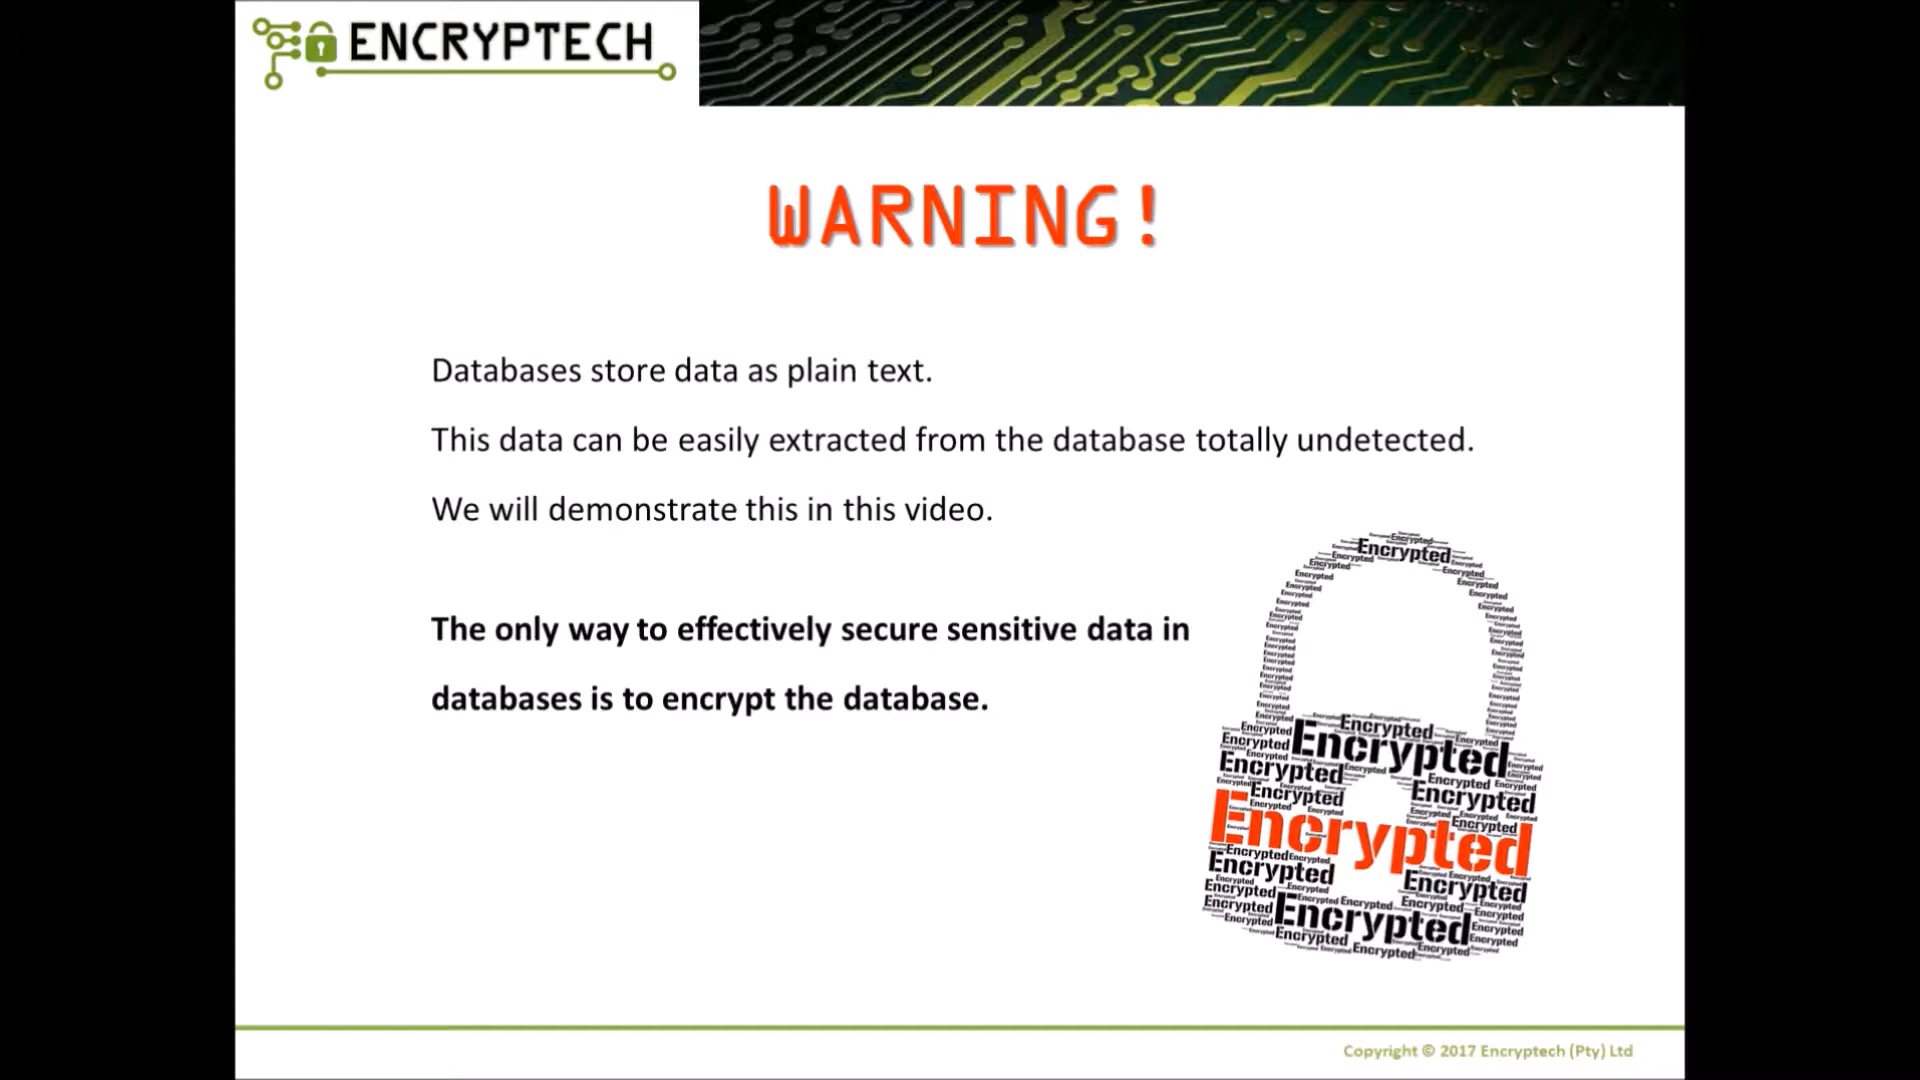 ENCRYPTECH
WARNING!
Databases store data as plain text.
This data can be easily extracted from the database totally undetected.
We will demonstrate this in this video.
The only way to effectively secure sensitive data in
databases is to encrypt the database.
Encrypted
Encrypted
Encrypted
Encrypted
Encrypted
Encrypted
Encrypted
Encrypted
Encrypted
Encrypted
Encrypted
Encrypted
Copyright © 2017 Encryptech (Pty) Ltd